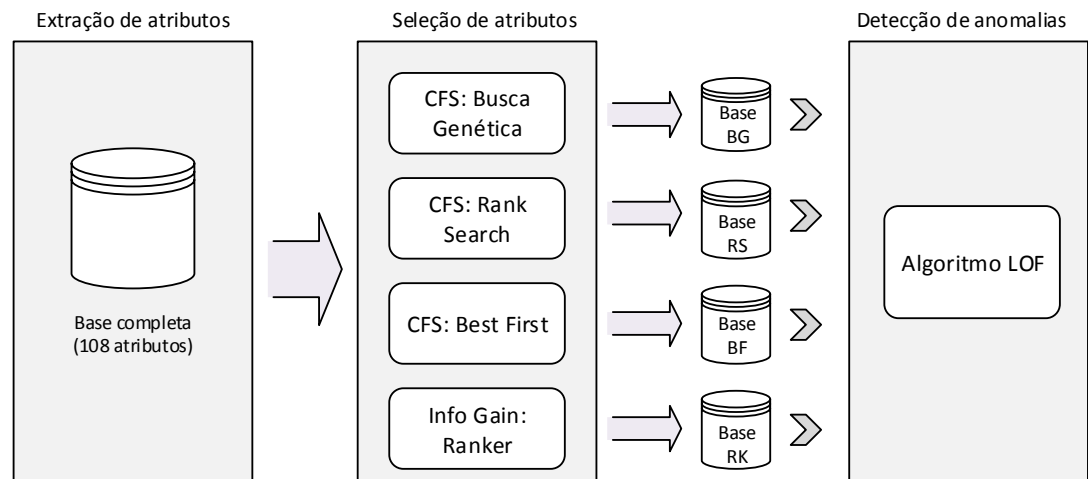 Extração de atributos
Seleção de atributos
Detecção de anomalias
Base completa
(108 atributos)
CFS: Busca
Genética
CFS: Rank
Search
CFS: Best First
Info Gain:
Ranker
Base
BG
Base
RS
Base
BF
Base
RK
Algoritmo LOF